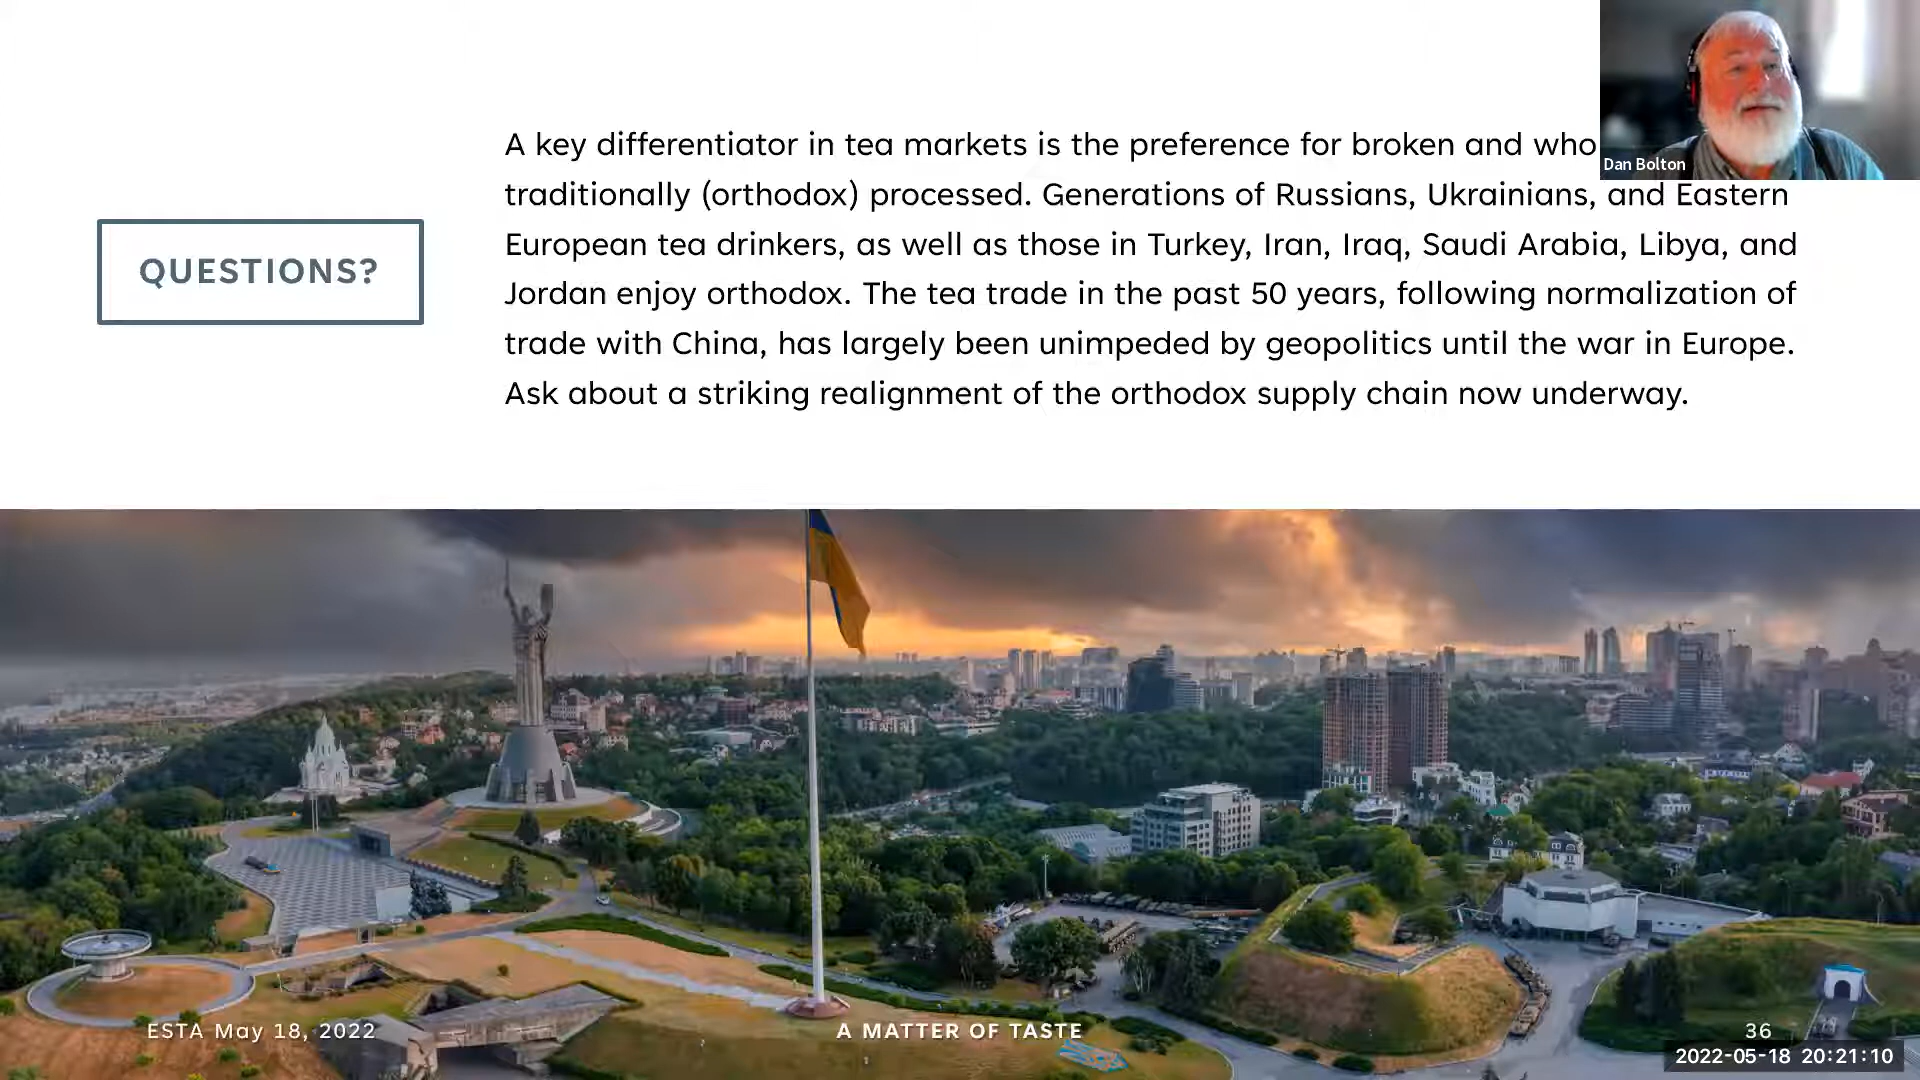 QUESTIONS?
A key differentiator in tea markets is the preference for broken and
traditionally (orthodox) processed. Generations of Russians, Ukrainians, and Eastern
European tea drinkers, as well as those in Turkey, Iran, Iraq, Saudi Arabia, Libya, and
Jordan enjoy orthodox. The tea trade in the past 50 years, following normalization of
trade with China, has largely been unimpeded by geopolitics until the war in Europe.
Ask about a striking realignment of the orthodox supply chain now underway.
Dan Bolton
ESTA May 18, 2022
A MATTER OF TASTE
36
2022-05-18 20:21:10